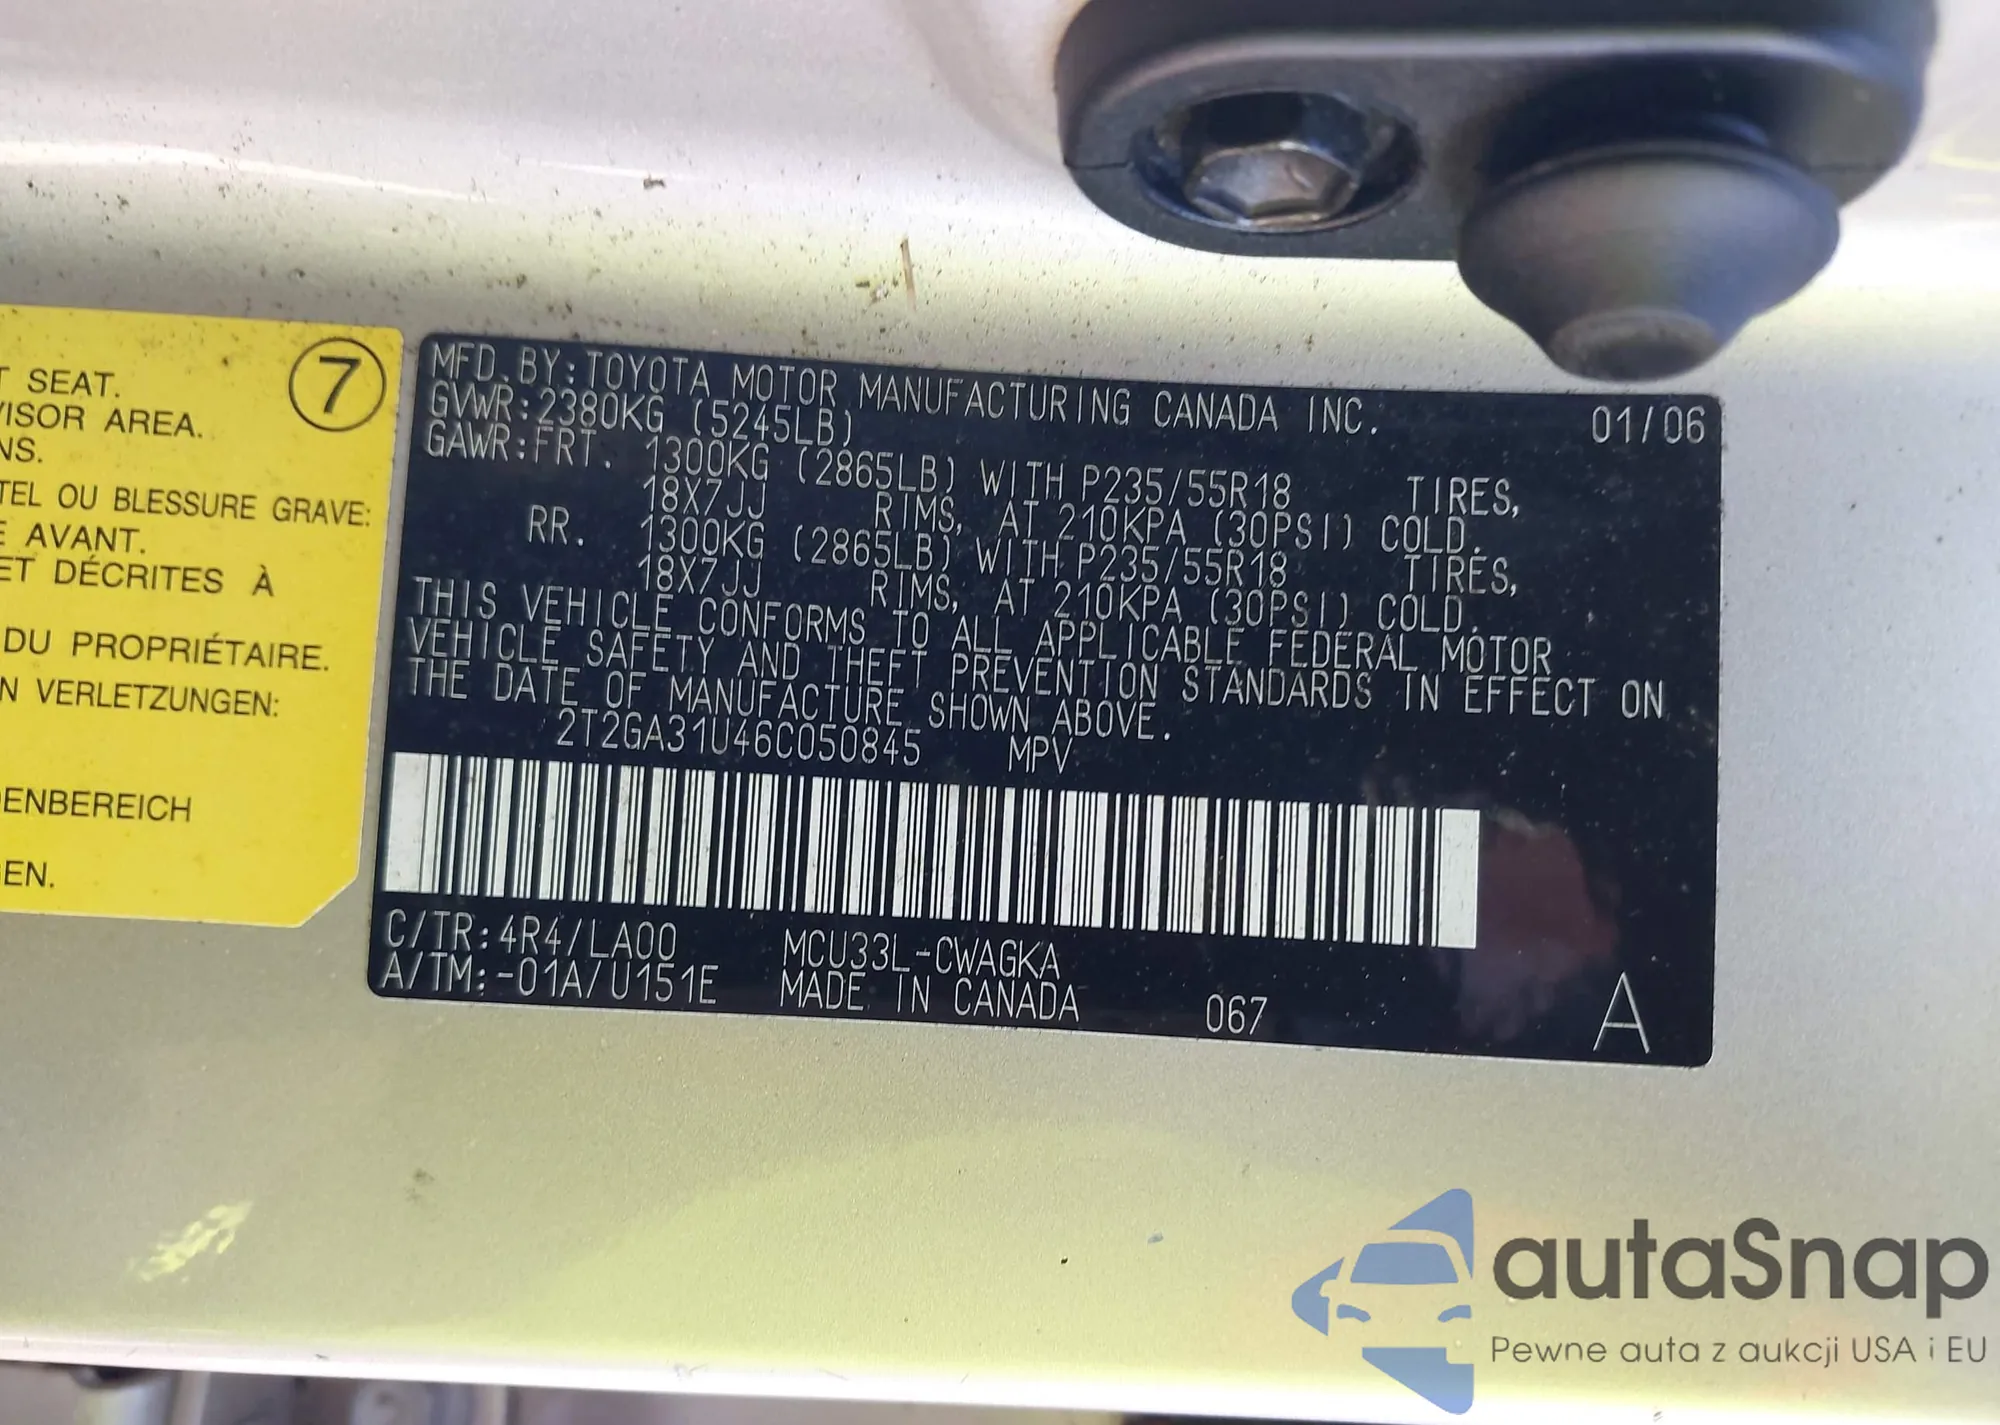 T SEAT.
VISOR AREA.
NS.
TEL OU BLESSURE GRAVE:
E AVANT.
ET DÉCRITES À
DU PROPRIÉTAIRE.
N VERLETZUNGEN:
DENBEREICH
GEN.
7
MFD. BY: TOYOTA MOTOR MANUFACTURING CANADA INC. 01/06
GVWR: 2380KG (5245LB)
GAWR: FRT. 1300KG (2865LB) WITH P235/55R18 TIRES,
18X7JJ RIMS, AT 210KPA (30PSI) COLD.
RR. 1300KG (2865LB) WITH P235/55R18 TIRES,
18X7JJ RIMS, AT 210KPA (30PSI) COLD.
THIS VEHICLE CONFORMS TO ALL APPLICABLE FEDERAL MOTOR
VEHICLE SAFETY AND THEFT PREVENTION STANDARDS IN EFFECT ON
THE DATE OF MANUFACTURE SHOWN ABOVE.
2T2GA31U46C050845 MPV
C/TR: 4R4/LA00 MCU33L-CWAGKA
A/TM: -01A/U151E MADE IN CANADA 067 A
autaSnap
Pewne auta z aukcji USA i EU